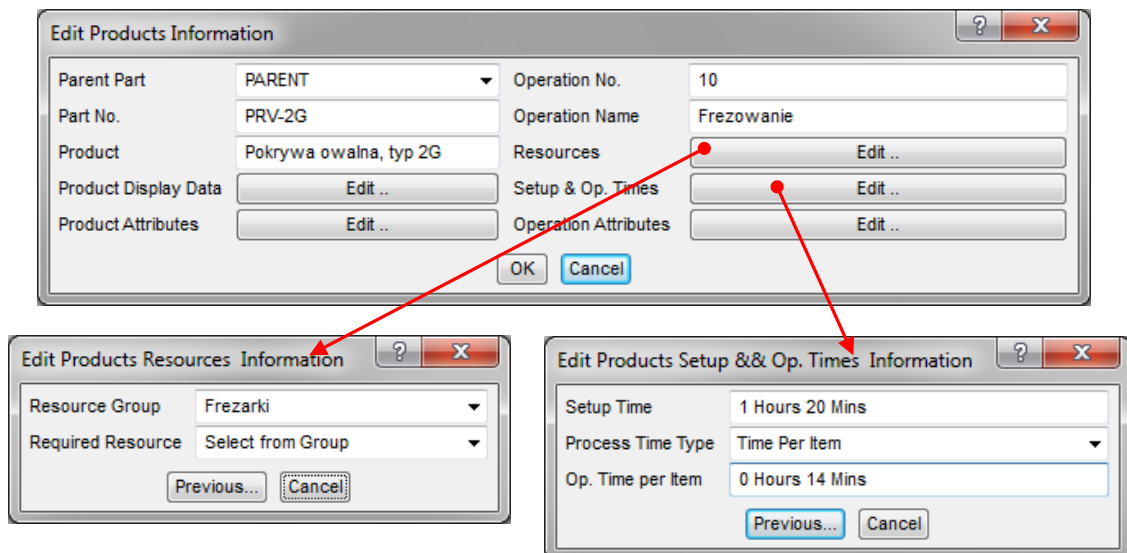 Edit Products Information
?
X
Parent Part PARENT Operation No. 10
Part No. PRV-2G Operation Name Frezowanie
Product Pokrywa owalna, typ 2G Resources Edit ..
Product Display Data Edit .. Setup & Op. Times Edit ..
Product Attributes Edit .. Operation Attributes Edit ..
OK Cancel
Edit Products Resources Information
?
X
Resource Group Frezarki
Required Resource Select from Group
Previous... Cancel
Edit Products Setup && Op. Times Information
?
X
Setup Time 1 Hours 20 Mins
Process Time Type Time Per Item
Op. Time per Item 0 Hours 14 Mins
Previous... Cancel